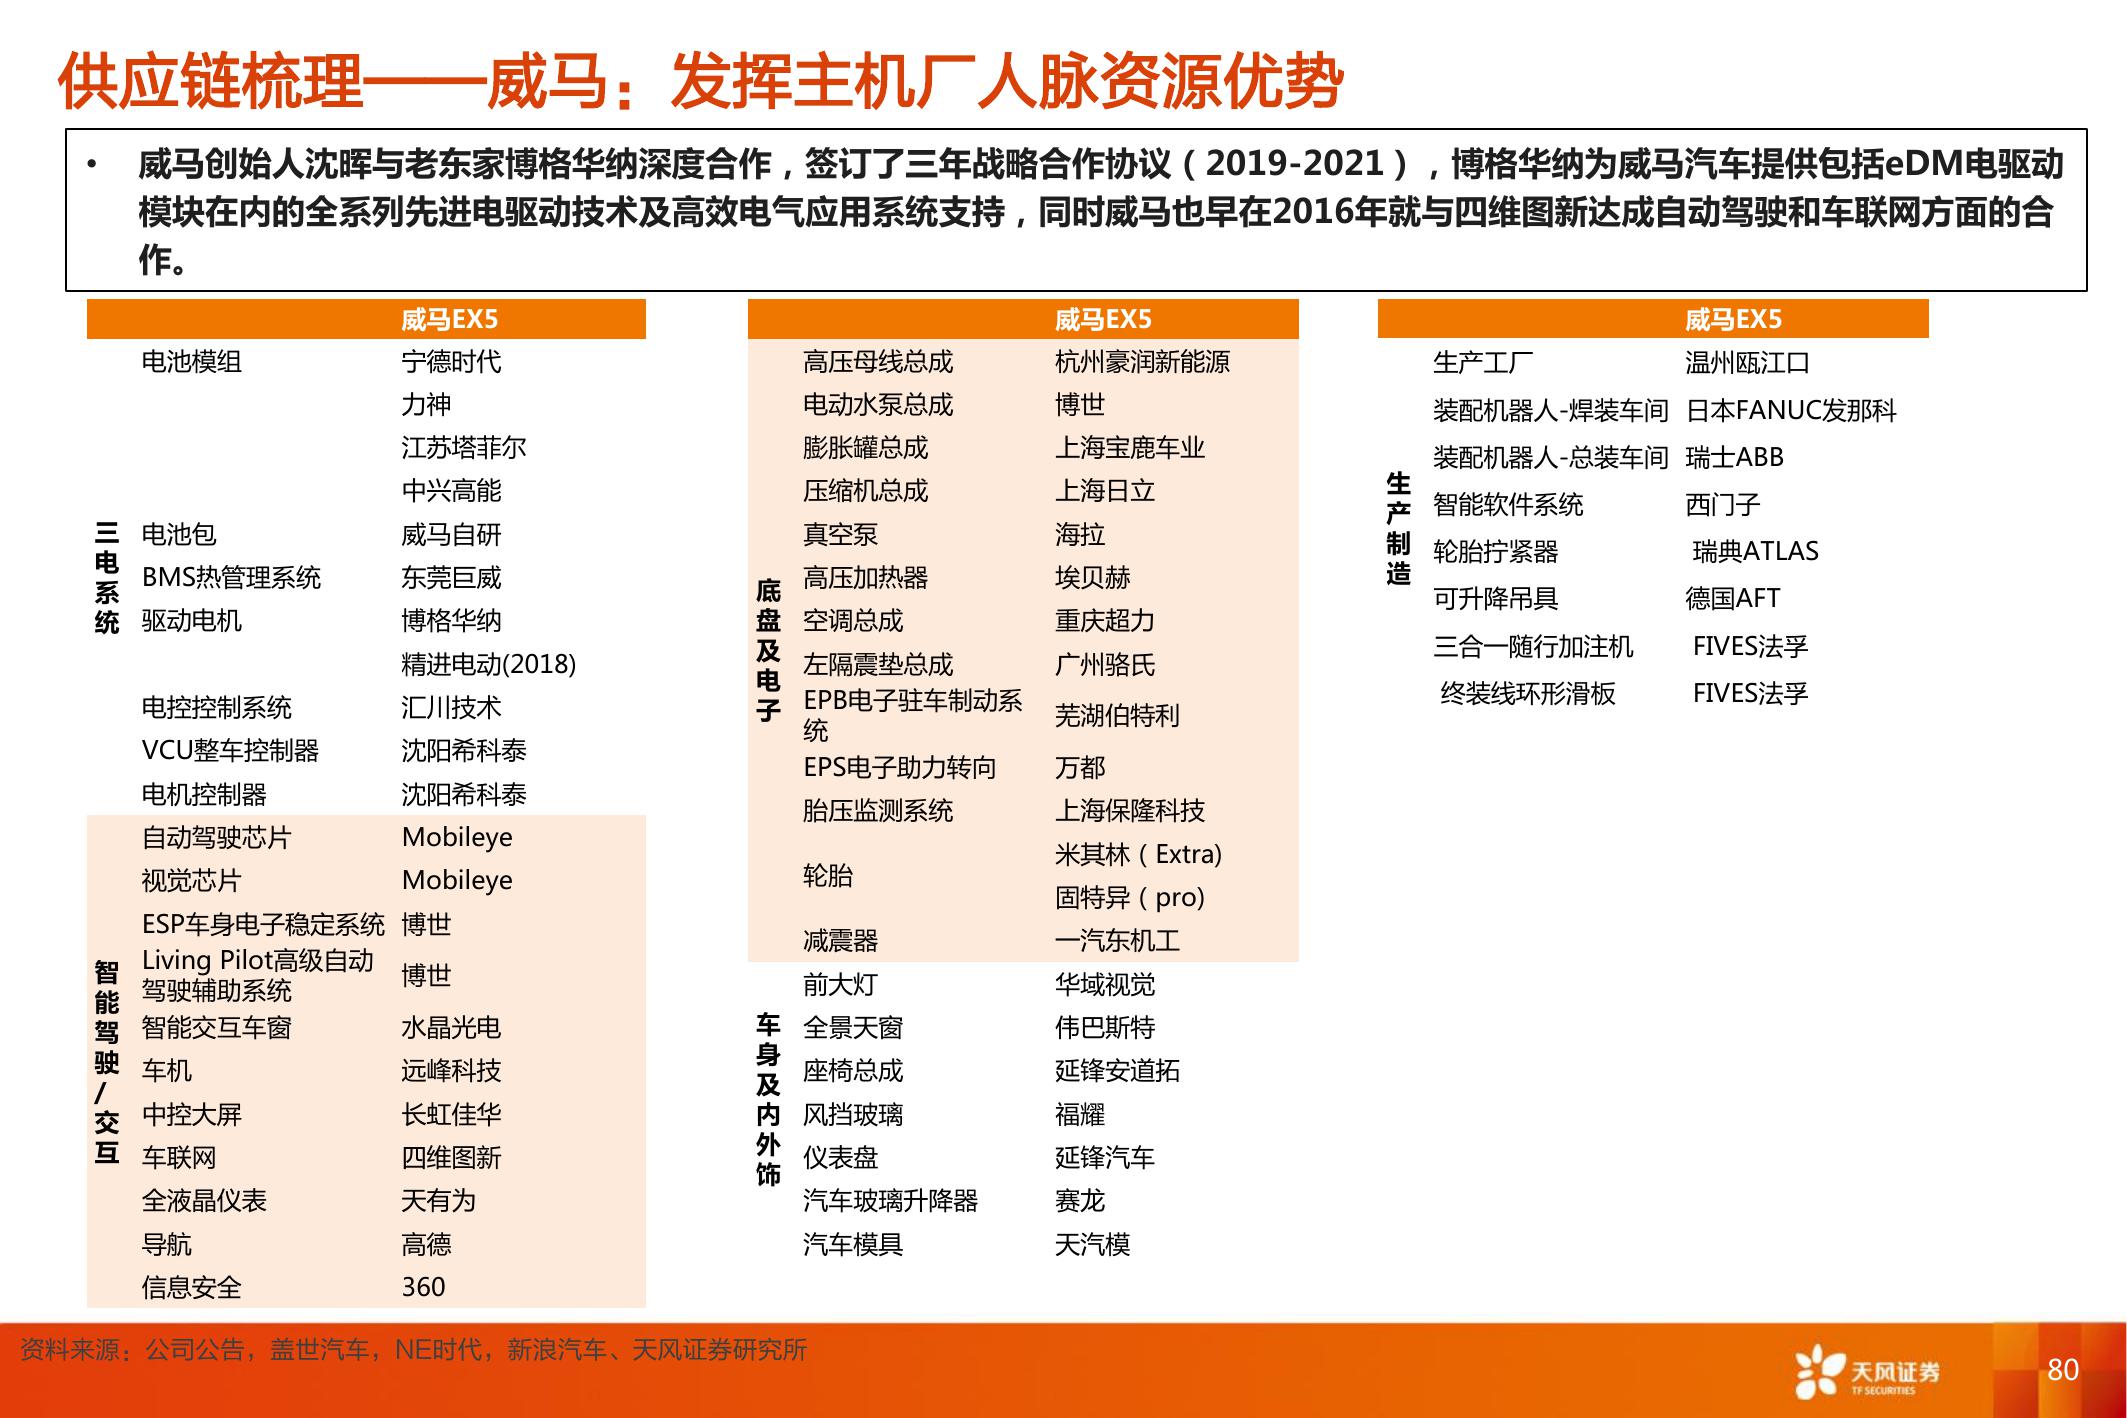 供应链梳理——威马：发挥主机厂人脉资源优势
• 威马创始人沈晖与老东家博格华纳深度合作，签订了三年战略合作协议（2019-2021），博格华纳为威马汽车提供包括eDM电驱动
模块在内的全系列先进电驱动技术及高效电气应用系统支持，同时威马也早在2016年就与四维图新达成自动驾驶和车联网方面的合
作。
威马EX5
三电系统
电池模组 宁德时代
力神
江苏塔菲尔
中兴高能
电池包 威马自研
BMS热管理系统 东莞巨威
驱动电机 博格华纳
精进电动(2018)
电控控制系统 汇川技术
VCU整车控制器 沈阳希科泰
电机控制器 沈阳希科泰
智能驾驶/交互
自动驾驶芯片 Mobileye
视觉芯片 Mobileye
ESP车身电子稳定系统 博世
Living Pilot高级自动
驾驶辅助系统 博世
智能交互车窗 水晶光电
车机 远峰科技
中控大屏 长虹佳华
车联网 四维图新
全液晶仪表 天有为
导航 高德
信息安全 360
威马EX5
底盘及电子
高压母线总成 杭州豪润新能源
电动水泵总成 博世
膨胀罐总成 上海宝鹿车业
压缩机总成 上海日立
真空泵 海拉
高压加热器 埃贝赫
空调总成 重庆超力
左隔震垫总成 广州骆氏
EPB电子驻车制动系
统 芜湖伯特利
EPS电子助力转向 万都
胎压监测系统 上海保隆科技
轮胎 米其林（Extra)
固特异（pro)
减震器 一汽东机工
车身及内外饰
前大灯 华域视觉
全景天窗 伟巴斯特
座椅总成 延锋安道拓
风挡玻璃 福耀
仪表盘 延锋汽车
汽车玻璃升降器 赛龙
汽车模具 天汽模
威马EX5
生产制造
生产工厂 温州瓯江口
装配机器人-焊装车间 日本FANUC发那科
装配机器人-总装车间 瑞士ABB
智能软件系统 西门子
轮胎拧紧器 瑞典ATLAS
可升降吊具 德国AFT
三合一随行加注机 FIVES法孚
终装线环形滑板 FIVES法孚
资料来源：公司公告，盖世汽车，NE时代，新浪汽车、天风证券研究所
天风证券
TF SECURITIES
80